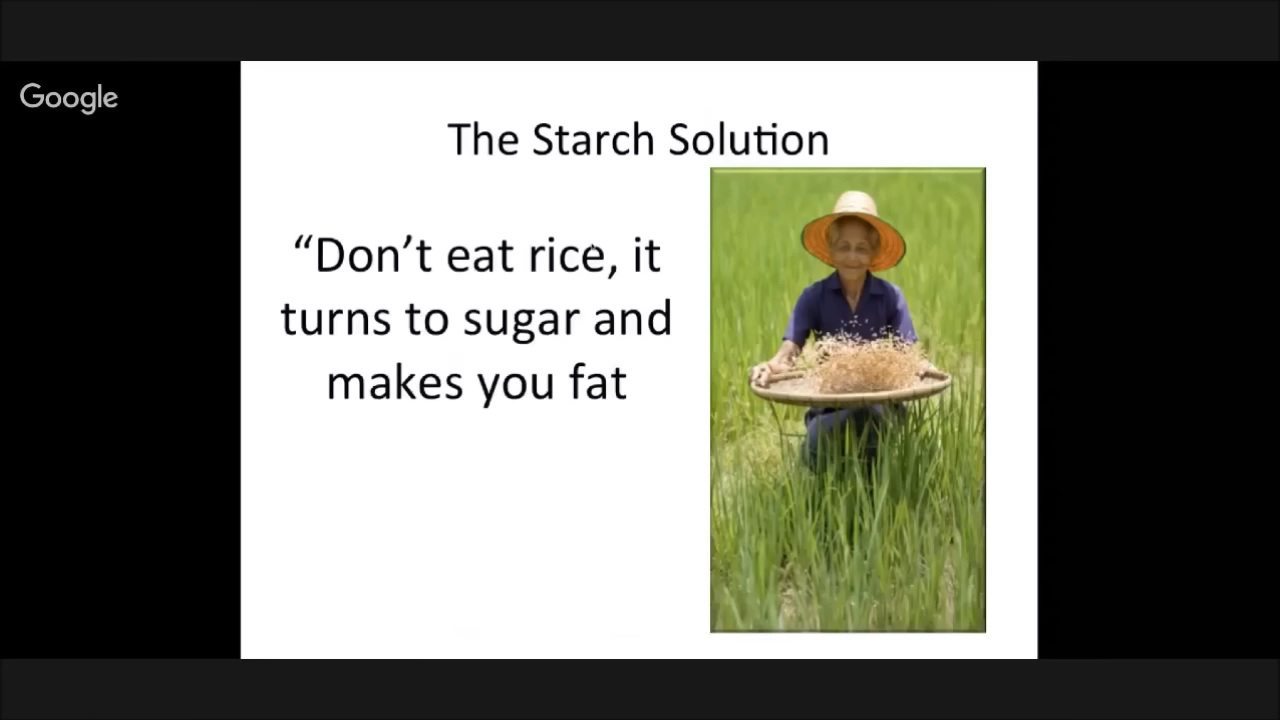 Google
The Starch Solution
“Don’t eat rice, it
turns to sugar and
makes you fat